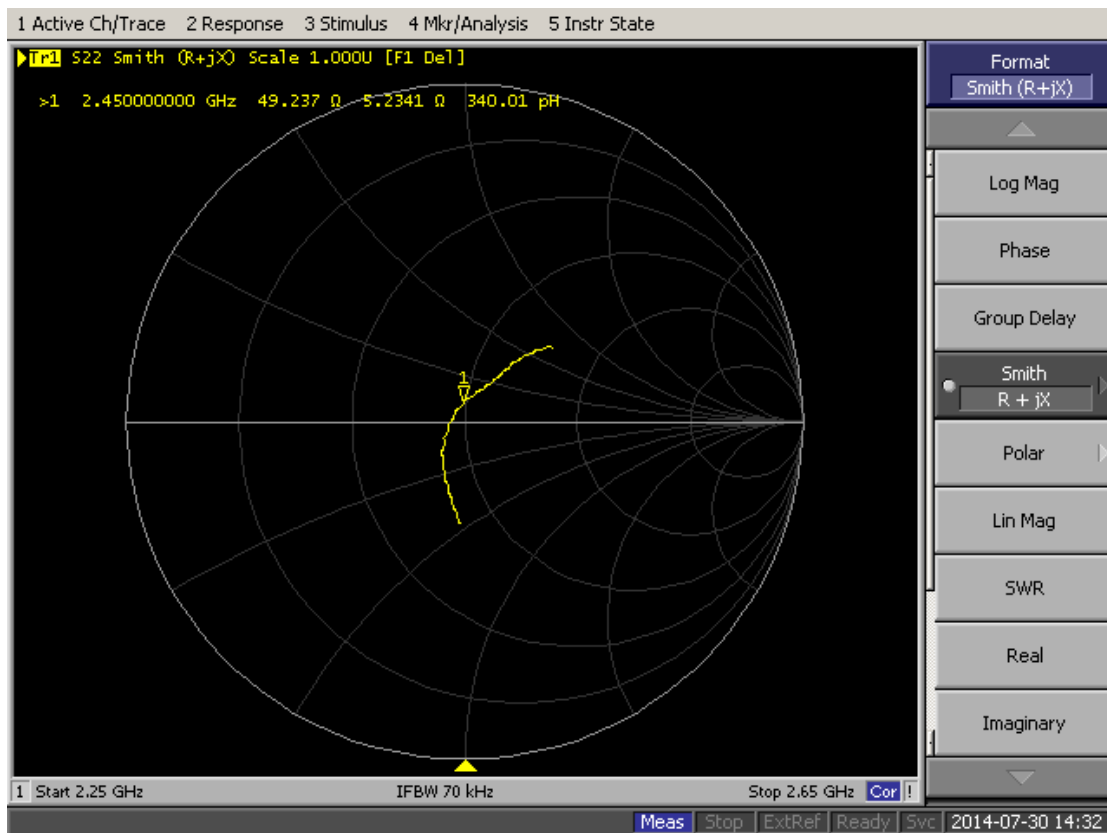 1 Active Ch/Trace 2 Response 3 Stimulus 4 Mkr/Analysis 5 Instr State
Tr1 S22 Smith (R+jX) Scale 1.000U [F1 Del]
>1 2.450000000 GHz 49.237 Ω 5.2341 Ω 340.01 pH
1
Format
Smith (R+jX)
Log Mag
Phase
Group Delay
Smith
R + jX
Polar
Lin Mag
SWR
Real
Imaginary
1 Start 2.25 GHz IFBW 70 kHz Stop 2.65 GHz Cor !
Meas Stop ExtRef Ready Svc 2014-07-30 14:32